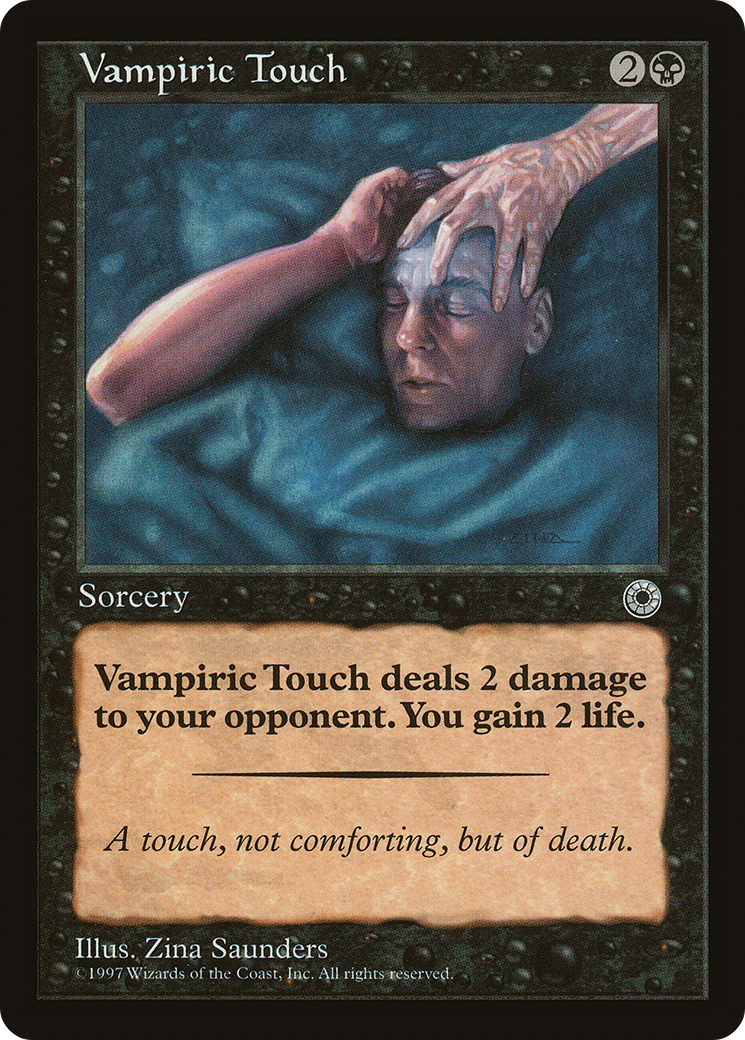 Vampiric Touch
2
Sorcery
Vampiric Touch deals 2 damage
to your opponent. You gain 2 life.
A touch, not comforting, but of death.
Illus. Zina Saunders
©1997 Wizards of the Coast, Inc. All rights reserved.